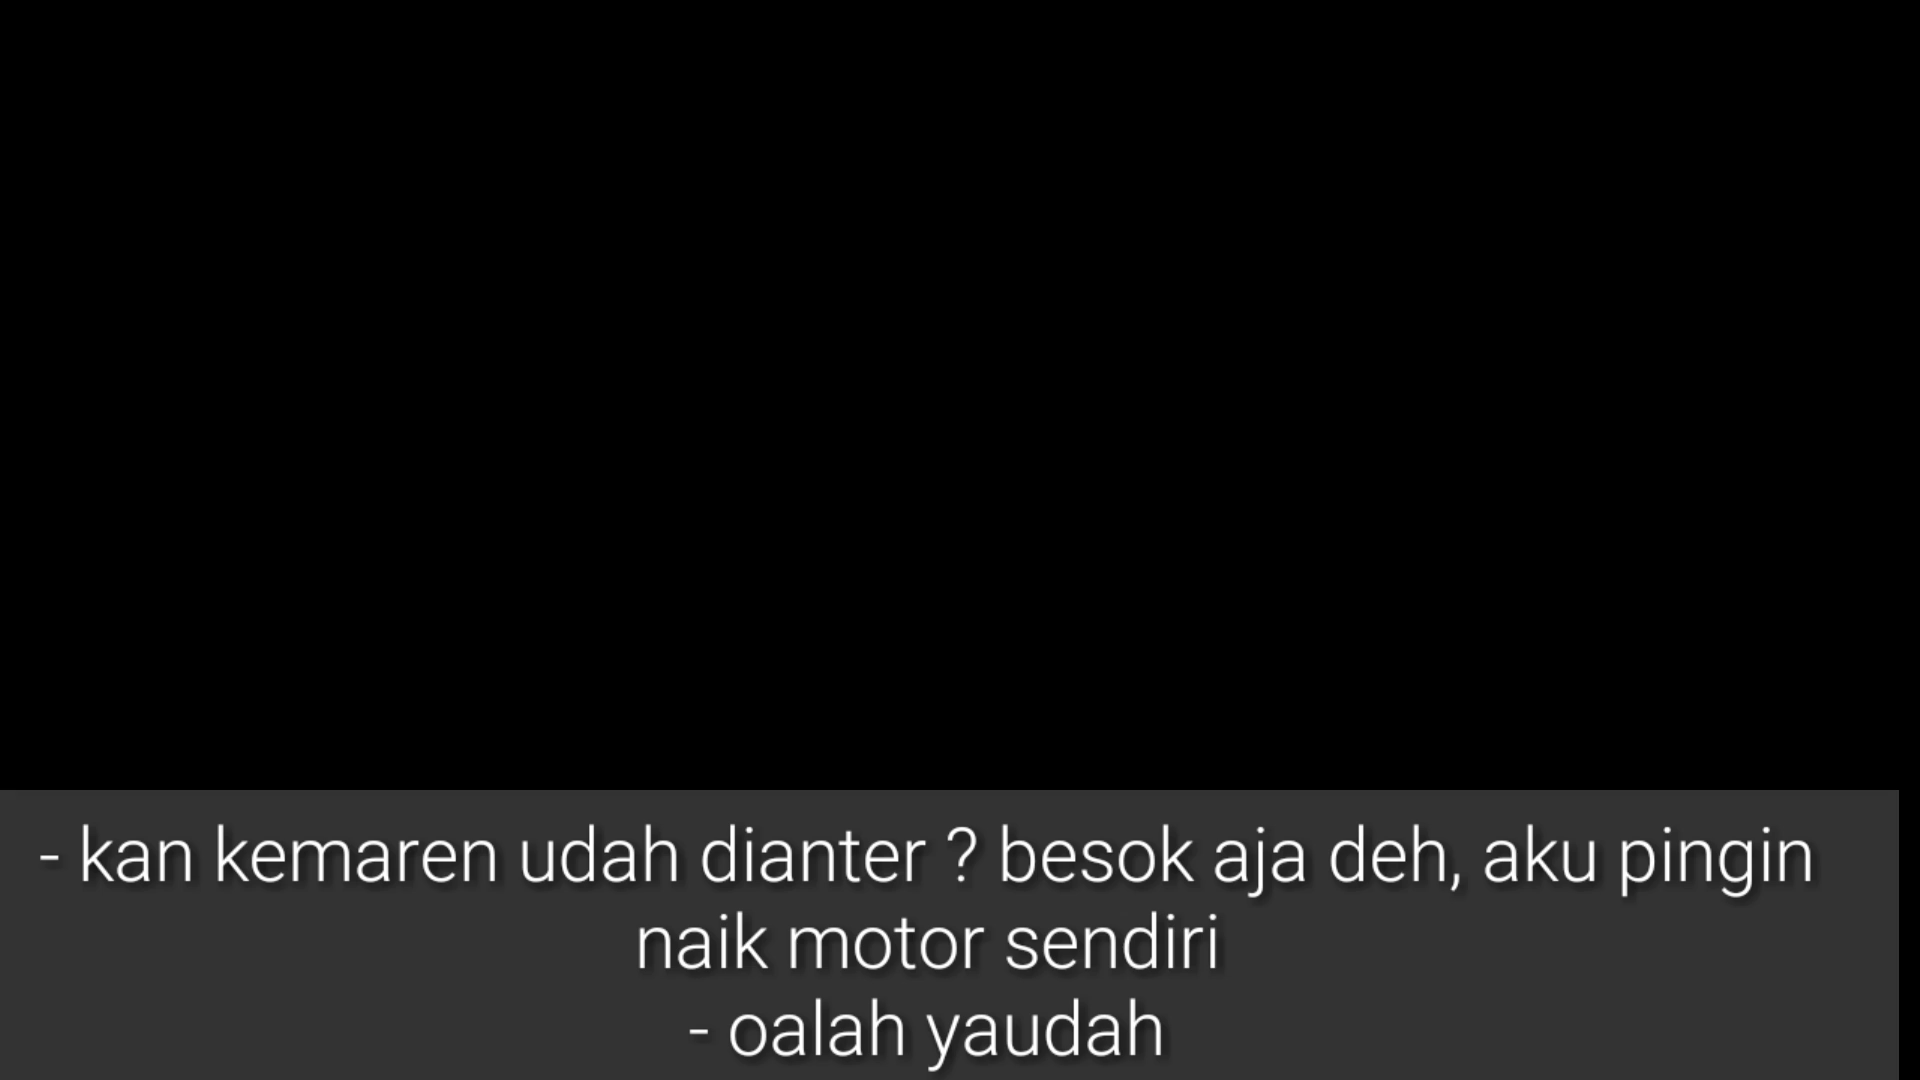 - kan kemaren udah dianter ? besok aja deh, aku pingin
naik motor sendiri
- oalah yaudah